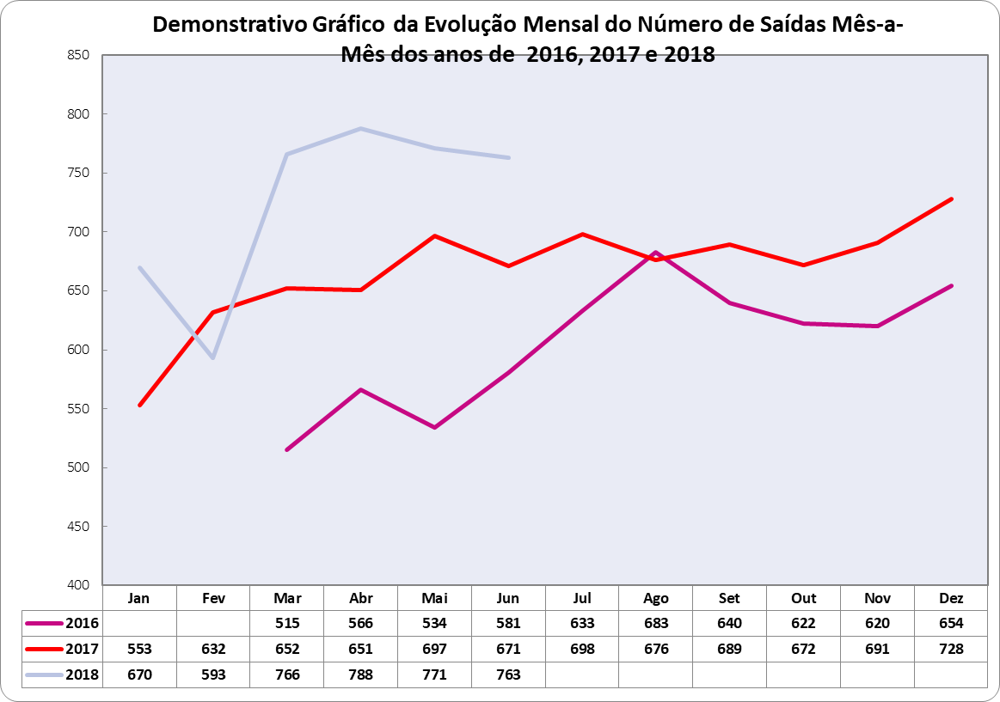 Demonstrativo Gráfico da Evolução Mensal do Número de Saídas Mês-a-
Mês dos anos de 2016, 2017 e 2018
850
800
750
700
650
600
550
500
450
400
Jan Fev Mar Abr Mai Jun Jul Ago Set Out Nov Dez
2016 515 566 534 581 633 683 640 622 620 654
2017 553 632 652 651 697 671 698 676 689 672 691 728
2018 670 593 766 788 771 763